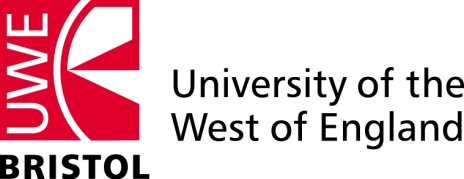 UWE
BRISTOL
University of the
West of England